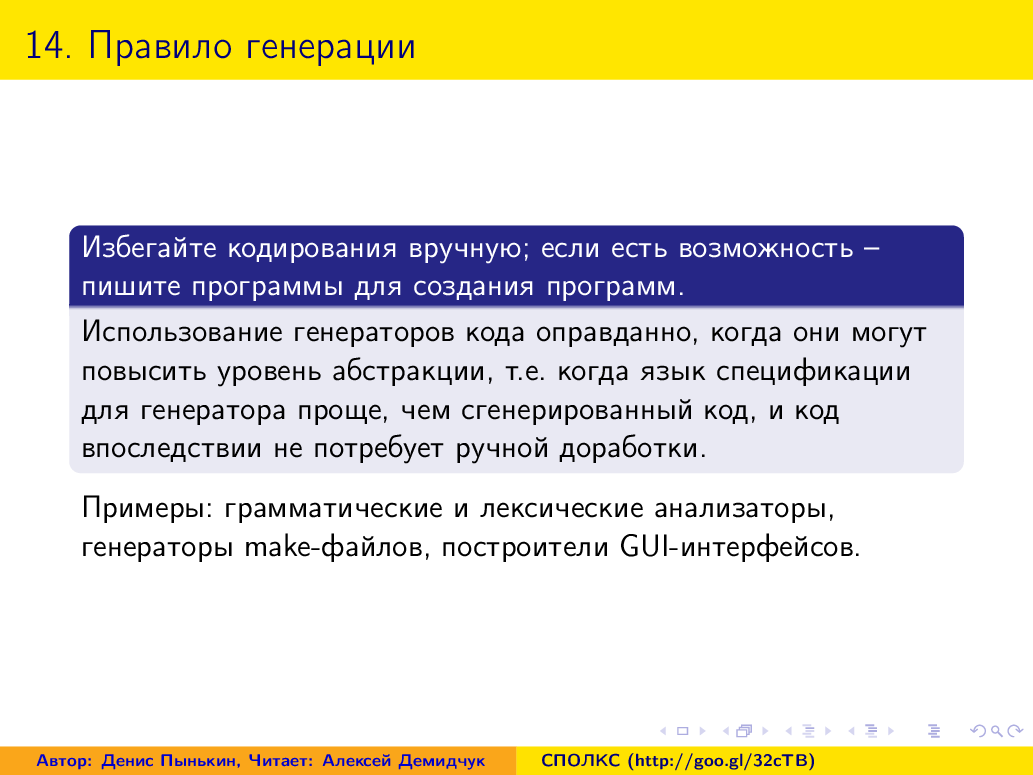 14. Правило генерации
Избегайте кодирования вручную; если есть возможность –
пишите программы для создания программ.
Использование генераторов кода оправданно, когда они могут
повысить уровень абстракции, т.е. когда язык спецификации
для генератора проще, чем сгенерированный код, и код
впоследствии не потребует ручной доработки.
Примеры: грамматические и лексические анализаторы,
генераторы make-файлов, построители GUI-интерфейсов.
Автор: Денис Пынькин, Читает: Алексей Демидчук
СПОЛКС (http://goo.gl/32cTB)